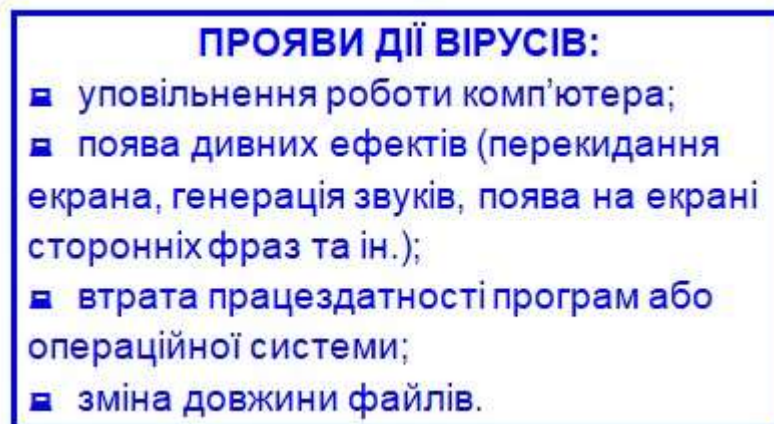 ПРОЯВИ ДІЇ ВІРУСІВ:
уповільнення роботи комп'ютера;
поява дивних ефектів (перекидання
екрана, генерація звуків, поява на екрані
сторонніх фраз та ін.);
втрата працездатності програм або
операційної системи;
зміна довжини файлів.